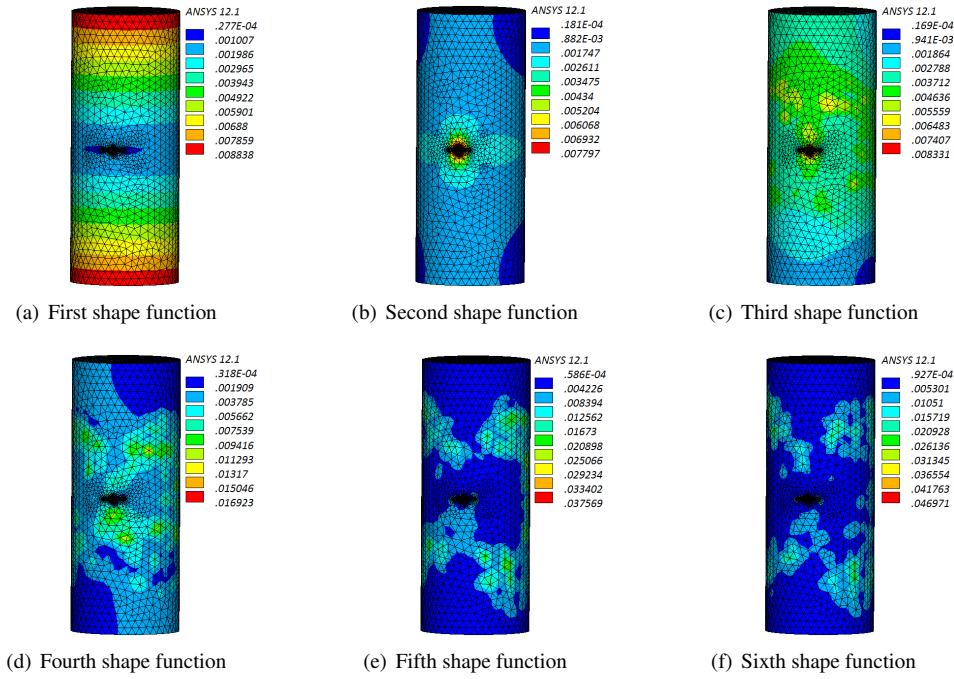 ANSYS 12.1
.277E-04
.001007
.001986
.002965
.003943
.004922
.005901
.00688
.007859
.008838
(a) First shape function
ANSYS 12.1
.181E-04
.882E-03
.001747
.002611
.003475
.00434
.005204
.006068
.006932
.007797
(b) Second shape function
ANSYS 12.1
.169E-04
.941E-03
.001864
.002788
.003712
.004636
.005559
.006483
.007407
.008331
(c) Third shape function
ANSYS 12.1
.318E-04
.001909
.003785
.005662
.007539
.009416
.011293
.01317
.015046
.016923
(d) Fourth shape function
ANSYS 12.1
.586E-04
.004226
.008394
.012562
.01673
.020898
.025066
.029234
.033402
.037569
(e) Fifth shape function
ANSYS 12.1
.927E-04
.005301
.01051
.015719
.020928
.026136
.031345
.036554
.041763
.046971
(f) Sixth shape function